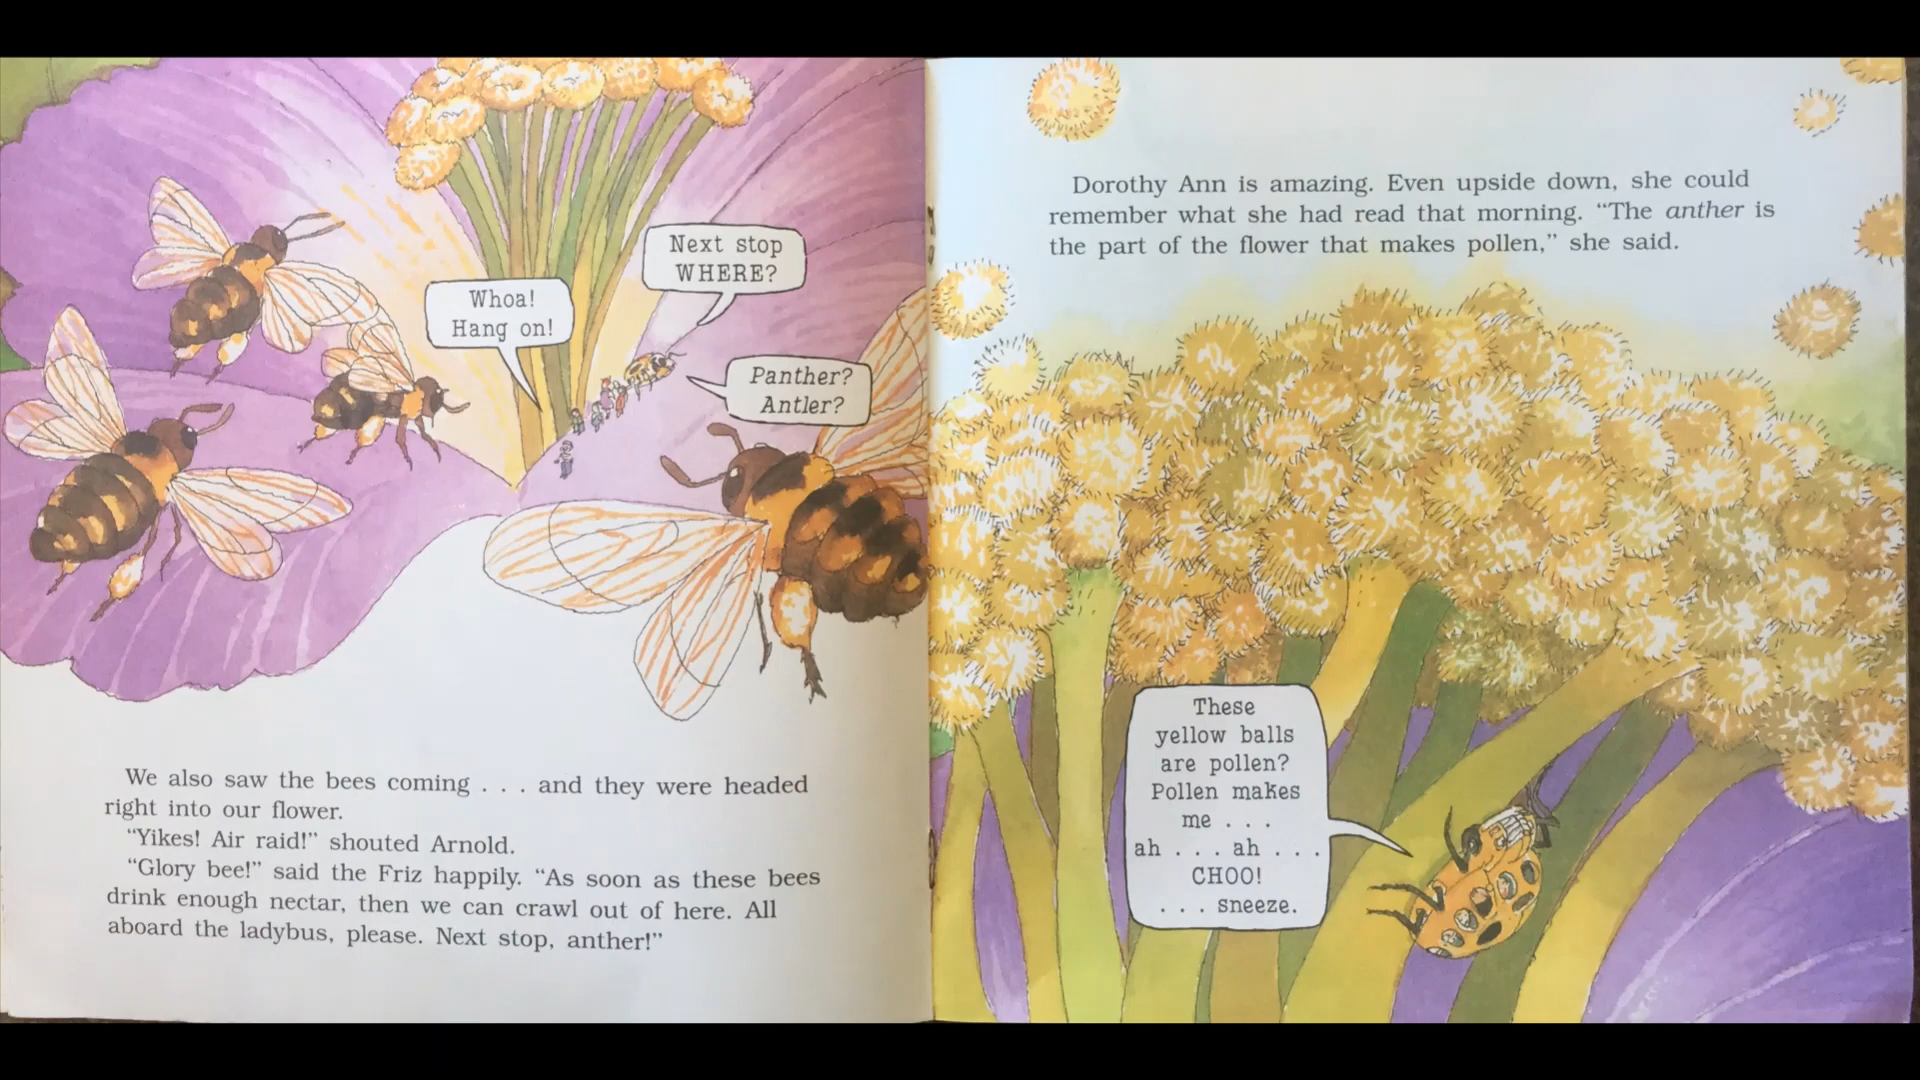 Whoa!
Hang on!
Next stop
WHERE?
Panther?
Antler?
We also saw the bees coming . . . and they were headed
right into our flower.
“Yikes! Air raid!” shouted Arnold.
“Glory bee!” said the Friz happily. “As soon as these bees
drink enough nectar, then we can crawl out of here. All
aboard the ladybus, please. Next stop, anther!”
Dorothy Ann is amazing. Even upside down, she could
remember what she had read that morning. “The anther is
the part of the flower that makes pollen,” she said.
These
yellow balls
are pollen?
Pollen makes
me . . .
ah . . . ah . . .
CHOO!
. . . sneeze.